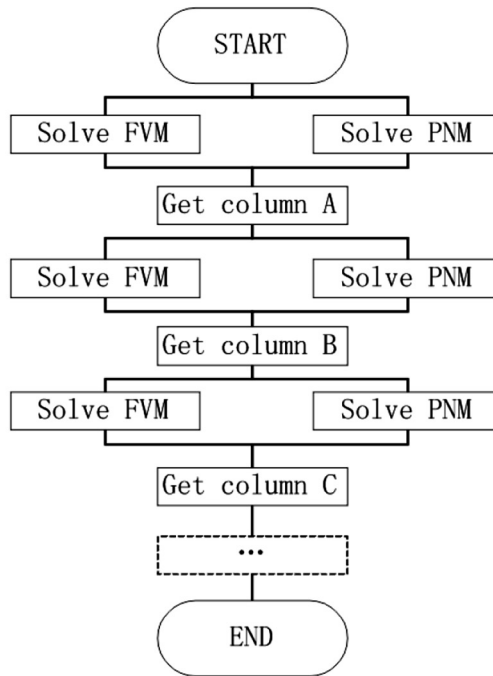 START
Solve FVM
Solve PNM
Get column A
Solve FVM
Solve PNM
Get column B
Solve FVM
Solve PNM
Get column C
...
END